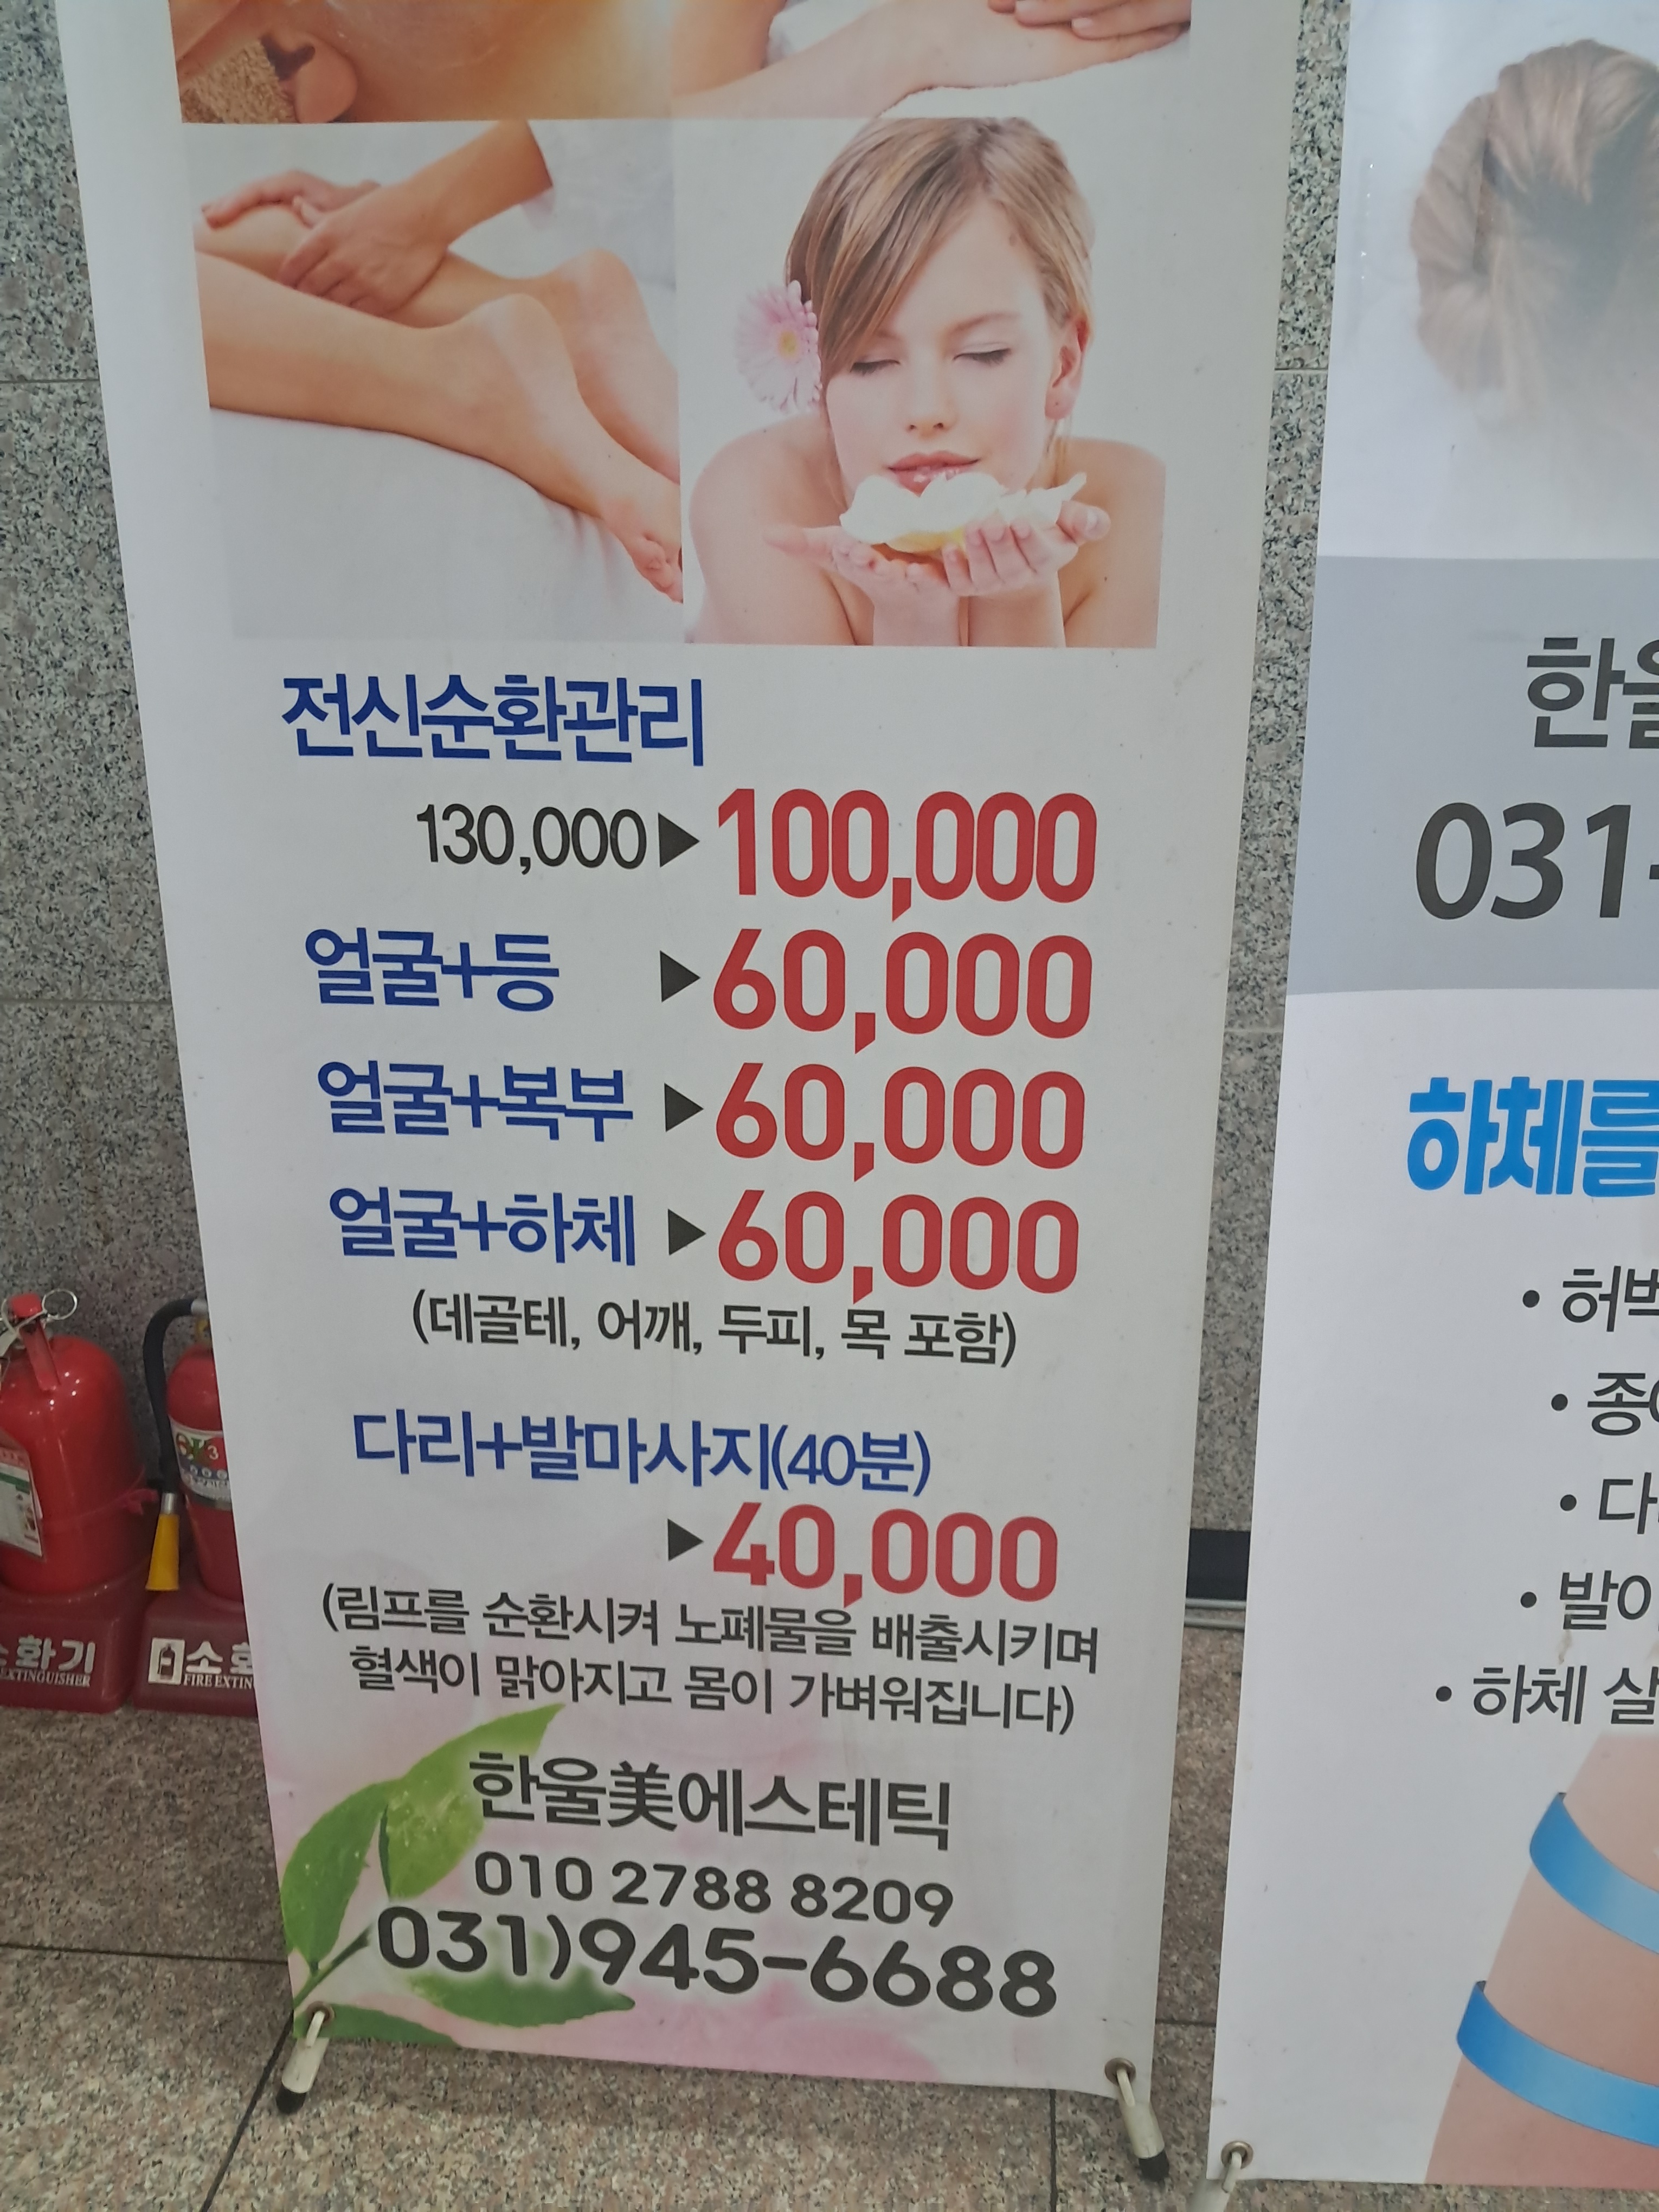 전신순환관리
130,000▶100,000
얼굴+등 ▶60,000
얼굴+복부 ▶60,000
얼굴+하체 ▶60,000
(데골테, 어깨, 두피, 목 포함)
다리+발마사지(40분)
▶40,000
(림프를 순환시켜 노폐물을 배출시키며
혈색이 맑아지고 몸이 가벼워집니다)
한울美에스테틱
010 2788 8209
031)945-6688
한울
031-
하체를
• 허벅
• 종아
• 다
• 발이
• 하체 살
소화기
EXTINGUISHER
소화
FIRE EXTIN